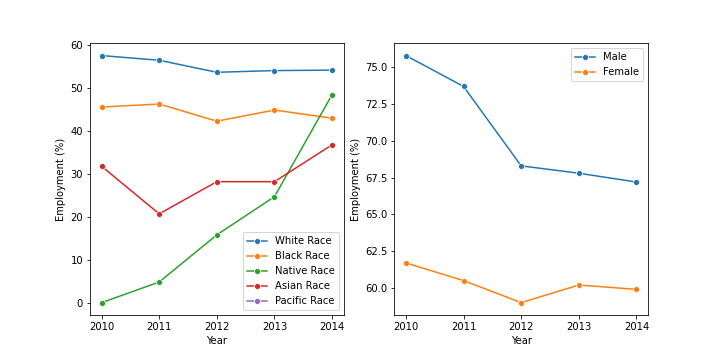 60
50
40
30
20
10
0
Employment (%)
2010 2011 2012 2013 2014
Year
White Race
Black Race
Native Race
Asian Race
Pacific Race
75.0
72.5
70.0
67.5
65.0
62.5
60.0
Employment (%)
2010 2011 2012 2013 2014
Year
Male
Female